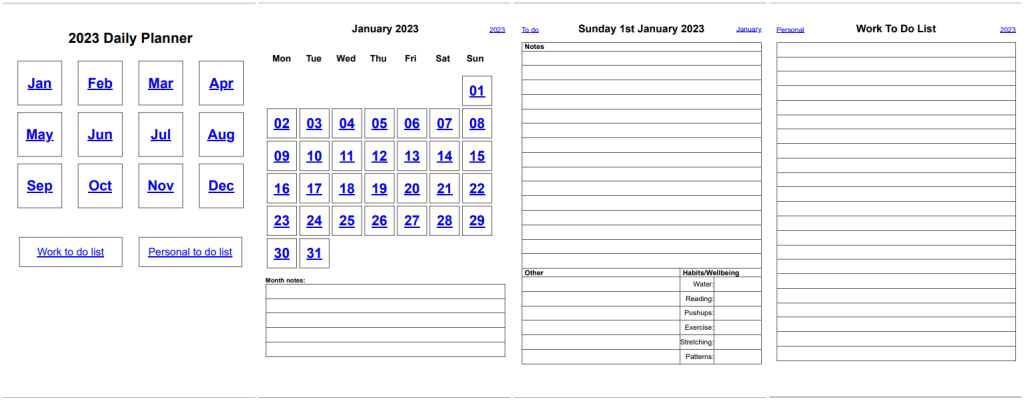 2023 Daily Planner
Jan Feb Mar Apr
May Jun Jul Aug
Sep Oct Nov Dec
Work to do list Personal to do list
January 2023 2023
Mon Tue Wed Thu Fri Sat Sun
01
02 03 04 05 06 07 08
09 10 11 12 13 14 15
16 17 18 19 20 21 22
23 24 25 26 27 28 29
30 31
Month notes:
To do Sunday 1st January 2023 January
Notes
Other Habits/Wellbeing
Water:
Reading:
Pushups:
Exercise:
Stretching:
Patterns:
Personal Work To Do List 2023